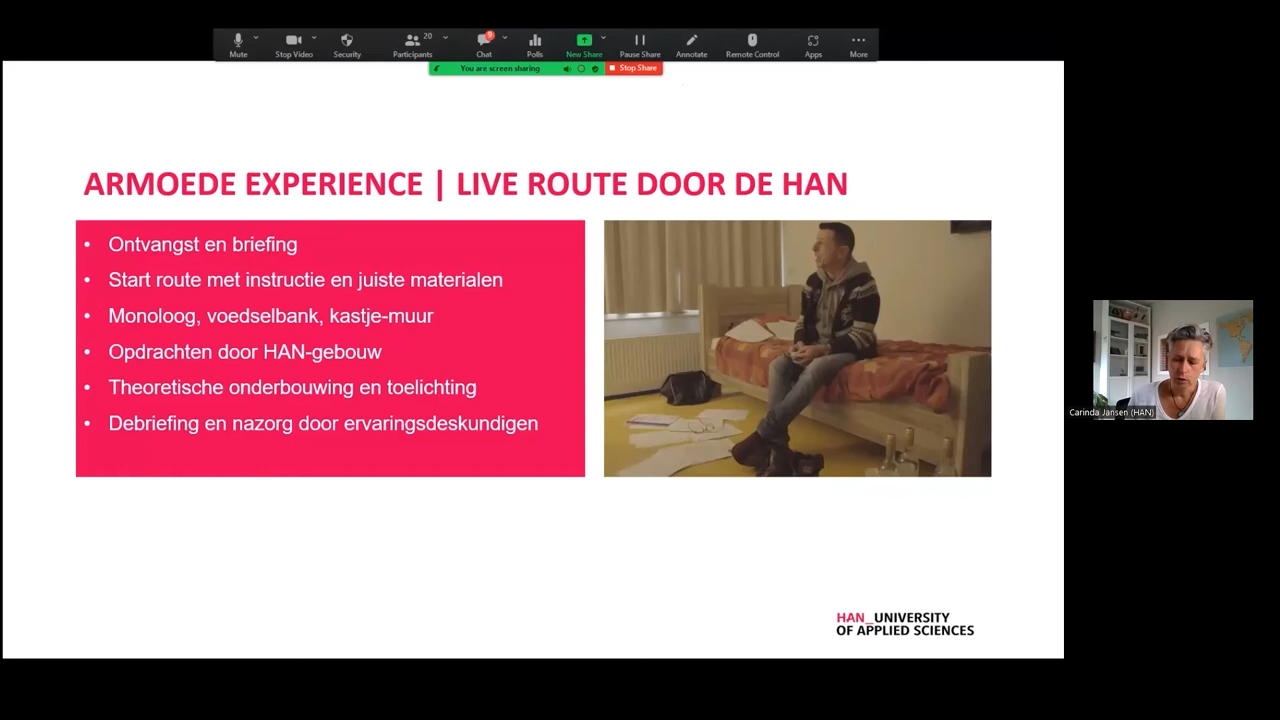 20
9
Mute
Stop Video
Security
Participants
Chat
Polls
New Share
Pause Share
Annotate
Remote Control
Apps
More
You are screen sharing
Stop Share
ARMOEDE EXPERIENCE | LIVE ROUTE DOOR DE HAN
• Ontvangst en briefing
• Start route met instructie en juiste materialen
• Monoloog, voedselbank, kastje-muur
• Opdrachten door HAN-gebouw
• Theoretische onderbouwing en toelichting
• Debriefing en nazorg door ervaringsdeskundigen
Carinda Jansen (HAN)
HAN_UNIVERSITY
OF APPLIED SCIENCES